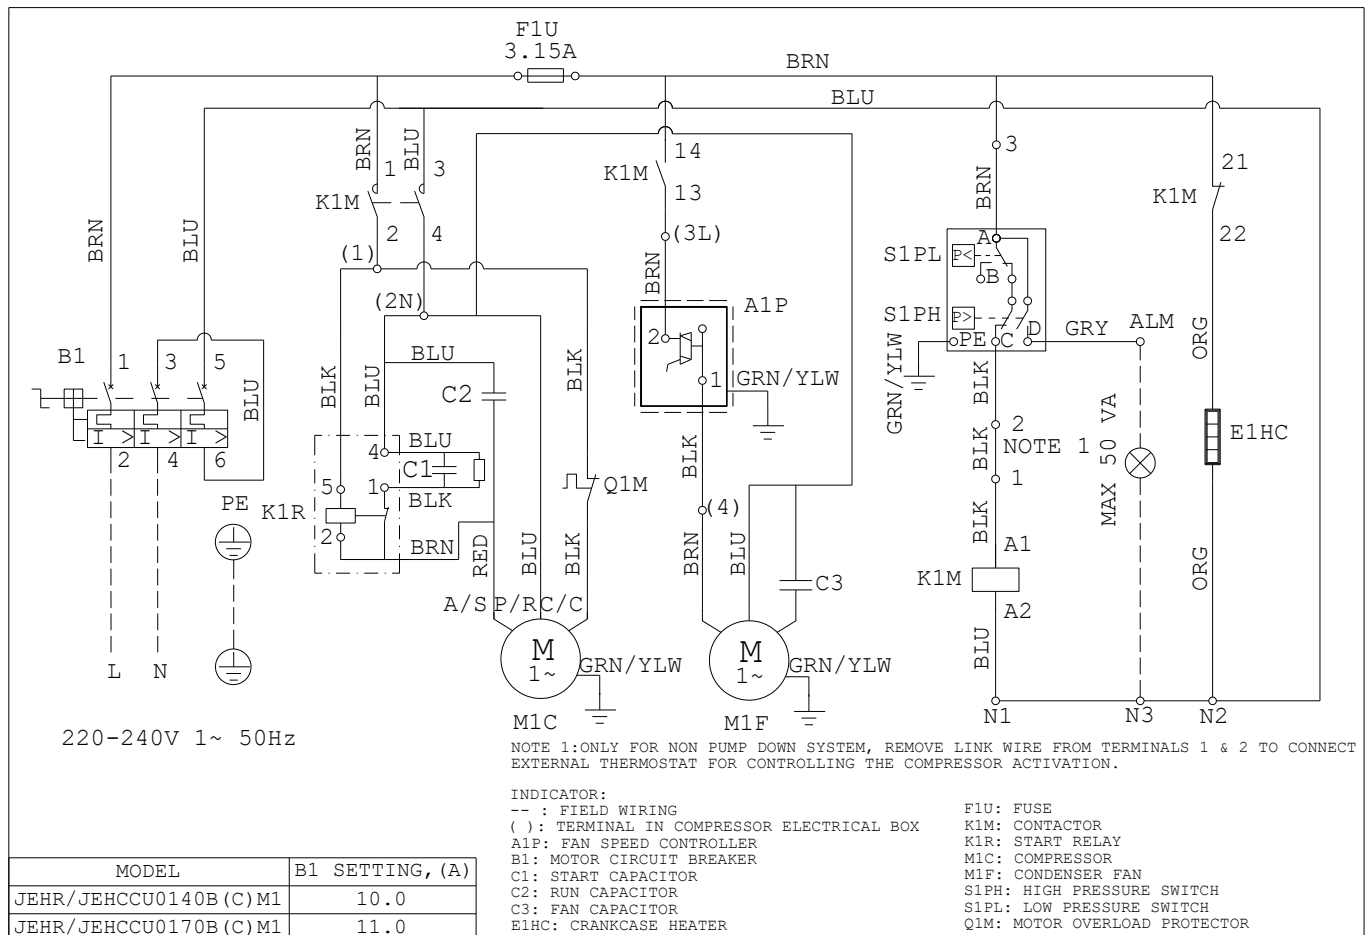 F1U
3.15A
BRN
BLU
BRN
BLU
1
3
K1M
2
4
(1)
(2N)
14
K1M
13
(3L)
BRN
A1P
2
1
GRN/YLW
3
BRN
A
S1PL
P<
B
S1PH
P>
PE
C
D
GRY
ALM
GRN/YLW
21
K1M
22
ORG
E1HC
ORG
BRN
BLU
B1
1
3
5
BLU
I >
I >
I >
2
4
6
PE
L
N
220-240V 1~ 50Hz
BLK
BLU
BLU
C2
BLK
BLU
4
C1
1
BLK
5
K1R
2
BRN
Q1M
RED
BLU
BLK
A/S
P/R
C/C
M
1~
GRN/YLW
M1C
BLK
(4)
BRN
BLU
C3
M
1~
GRN/YLW
M1F
BLK
2
BLK
NOTE 1
1
BLK
A1
K1M
A2
BLU
MAX 50 VA
N1
N3
N2
NOTE 1:ONLY FOR NON PUMP DOWN SYSTEM, REMOVE LINK WIRE FROM TERMINALS 1 & 2 TO CONNECT
EXTERNAL THERMOSTAT FOR CONTROLLING THE COMPRESSOR ACTIVATION.
INDICATOR:
-- : FIELD WIRING
( ): TERMINAL IN COMPRESSOR ELECTRICAL BOX
A1P: FAN SPEED CONTROLLER
B1: MOTOR CIRCUIT BREAKER
C1: START CAPACITOR
C2: RUN CAPACITOR
C3: FAN CAPACITOR
E1HC: CRANKCASE HEATER
F1U: FUSE
K1M: CONTACTOR
K1R: START RELAY
M1C: COMPRESSOR
M1F: CONDENSER FAN
S1PH: HIGH PRESSURE SWITCH
S1PL: LOW PRESSURE SWITCH
Q1M: MOTOR OVERLOAD PROTECTOR
MODEL B1 SETTING,(A)
JEHR/JEHCCU0140B(C)M1 10.0
JEHR/JEHCCU0170B(C)M1 11.0